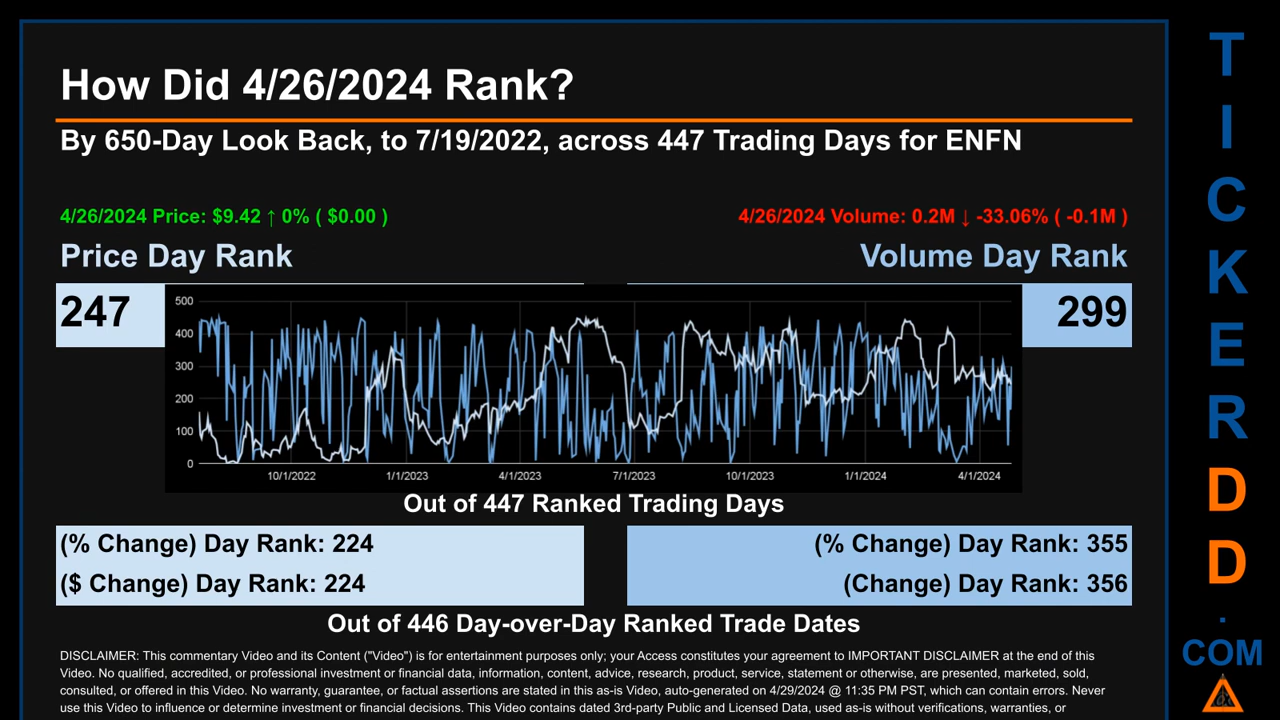 How Did 4/26/2024 Rank?
By 650-Day Look Back, to 7/19/2022, across 447 Trading Days for ENFN
4/26/2024 Price: $9.42 ↑ 0% ( $0.00 )
4/26/2024 Volume: 0.2M ↓ -33.06% ( -0.1M )
Price Day Rank
Volume Day Rank
247
299
500
400
300
200
100
0
10/1/2022
1/1/2023
4/1/2023
7/1/2023
10/1/2023
1/1/2024
4/1/2024
Out of 447 Ranked Trading Days
(% Change) Day Rank: 224
($ Change) Day Rank: 224
(% Change) Day Rank: 355
(Change) Day Rank: 356
Out of 446 Day-over-Day Ranked Trade Dates
DISCLAIMER: This commentary Video and its Content ("Video") is for entertainment purposes only; your Access constitutes your agreement to IMPORTANT DISCLAIMER at the end of this
Video. No qualified, accredited, or professional investment or financial data, information, content, advice, research, product, service, statement or otherwise, are presented, marketed, sold,
consulted, or offered in this Video. No warranty, guarantee, or factual assertions are stated in this as-is Video, auto-generated on 4/29/2024 @ 11:35 PM PST, which can contain errors. Never
use this Video to influence or determine investment or financial decisions. This Video contains dated 3rd-party Public and Licensed Data, used as-is without verifications, warranties, or
T
I
C
K
E
R
D
D
.
COM